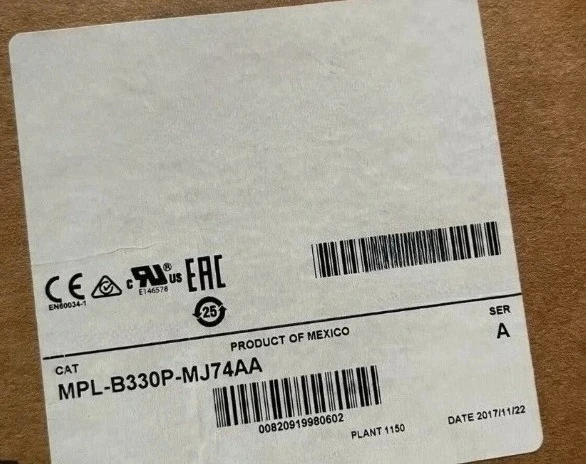 CE
EN60034-1
c RU ® US
E146578
EAC
25
PRODUCT OF MEXICO
SER
A
CAT
MPL-B330P-MJ74AA
00820919980602
PLANT 1150
DATE 2017/11/22